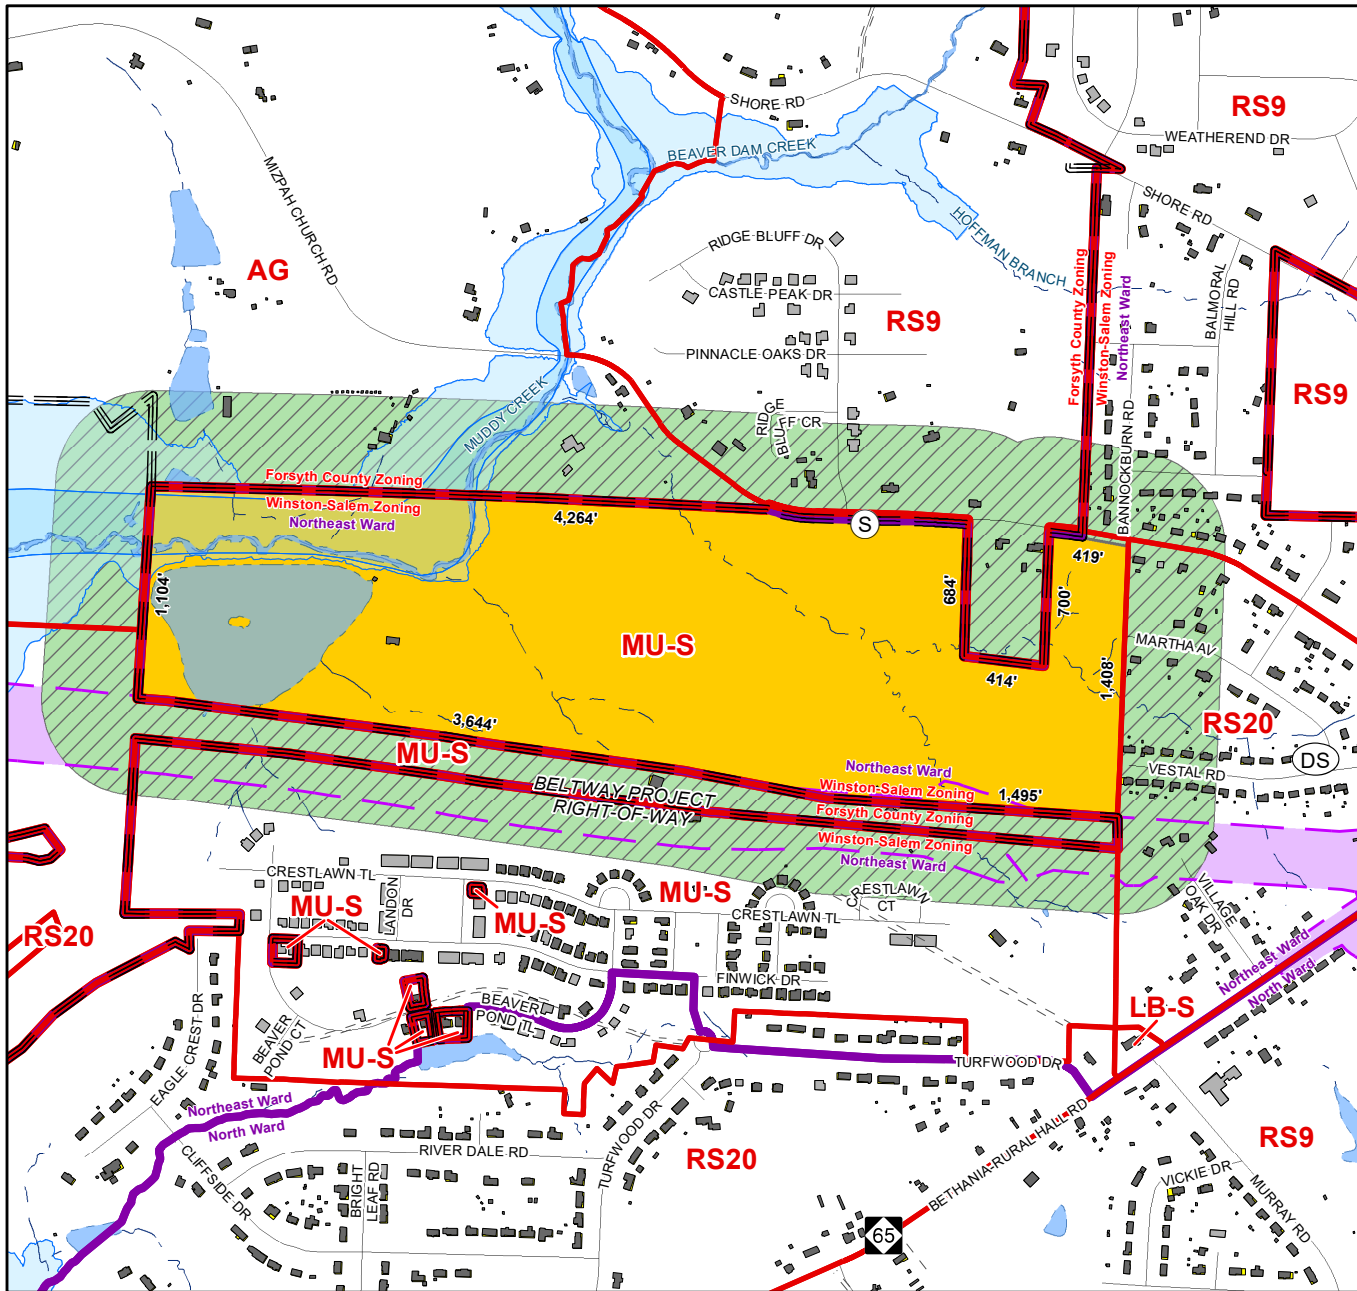 SHORE RD
RS9
WEATHEREND DR
BEAVER DAM CREEK
MIZPAH CHURCH RD
SHORE RD
HOFFMAN BRANCH
RIDGE BLUFF DR
AG
CASTLE PEAK DR
RS9
Forsyth County Zoning
Winston-Salem Zoning
Northeast Ward
BALMORAL
HILL RD
PINNACLE OAKS DR
RS9
MUDDY CREEK
RIDGE
BLUFF CR
BANNOCKBURN RD
Forsyth County Zoning
Winston-Salem Zoning
Northeast Ward
4,264'
S
419'
1,104'
684'
700'
MU-S
MARTHA AV
414'
1,408'
3,644'
RS20
MU-S
DS
VESTAL RD
Northeast Ward
Winston-Salem Zoning
1,495'
BELTWAY PROJECT
RIGHT-OF-WAY
Forsyth County Zoning
Winston-Salem Zoning
Northeast Ward
CRESTLAWN TL
LANDON
DR
MU-S
MU-S
MU-S
CRESTLAWN
CT
CRESTLAWN TL
VILLAGE
OAK DR
RS20
FINWICK DR
Northeast Ward
North Ward
EAGLE CREST DR
BEAVER
POND CT
BEAVER
POND TL
LB-S
MU-S
TURFWOOD DR
Northeast Ward
North Ward
TURFWOOD DR
BETHANIA-RURAL HALL RD
RS9
RIVER DALE RD
RS20
CLIFFSIDE DR
BRIGHT
LEAF RD
VICKIE DR
MURRAY RD
65